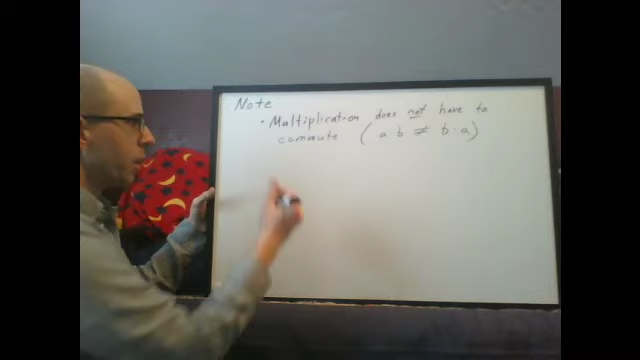 Note
• Multiplication does not have to
commute ( a·b ≠ b·a)